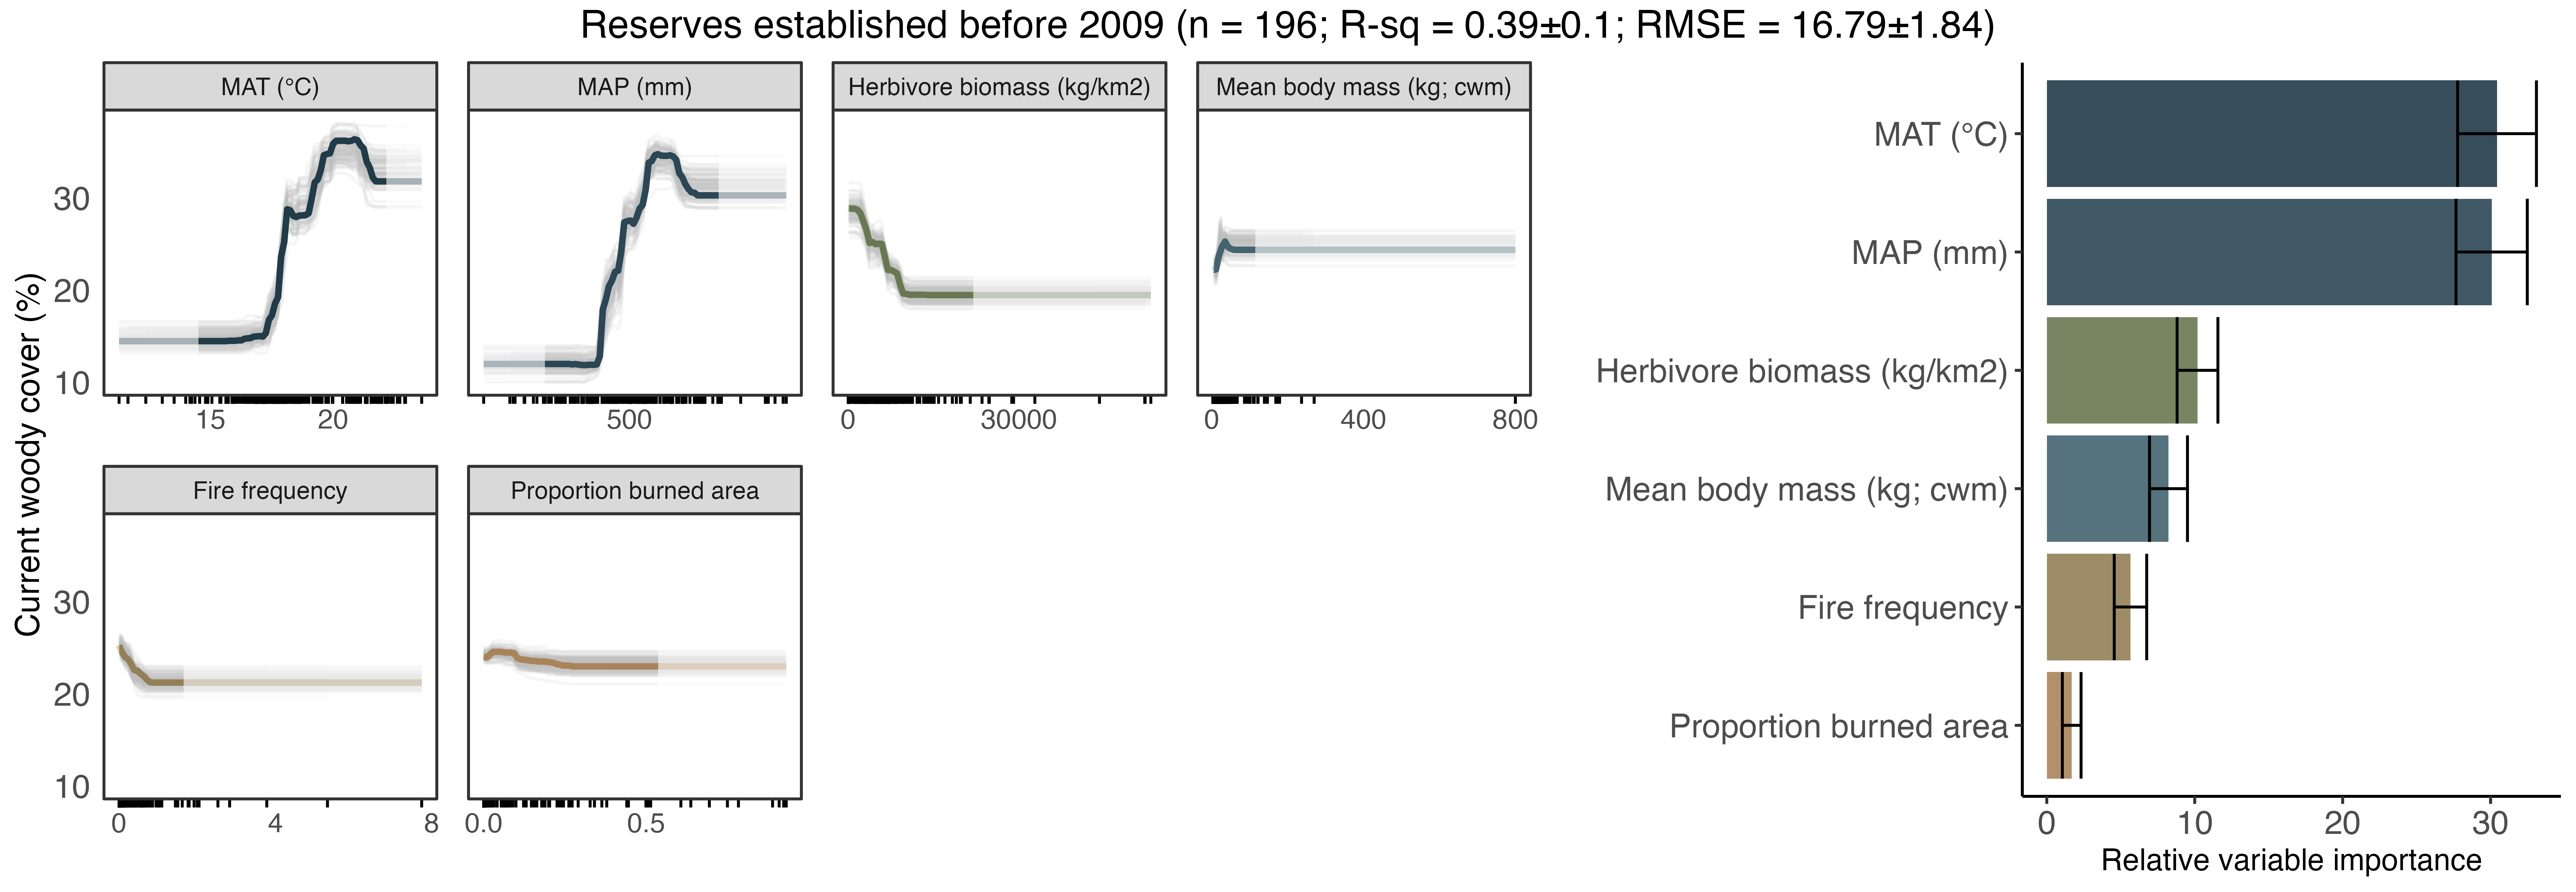 Reserves established before 2009 (n = 196; R-sq = 0.39±0.1; RMSE = 16.79±1.84)
MAT (°C)
MAP (mm)
Herbivore biomass (kg/km2)
Mean body mass (kg; cwm)
Current woody cover (%)
30
20
10
15
20
500
0
30000
0
400
800
Fire frequency
Proportion burned area
30
20
10
0
4
8
0.0
0.5
MAT (°C)
MAP (mm)
Herbivore biomass (kg/km2)
Mean body mass (kg; cwm)
Fire frequency
Proportion burned area
0
10
20
30
Relative variable importance